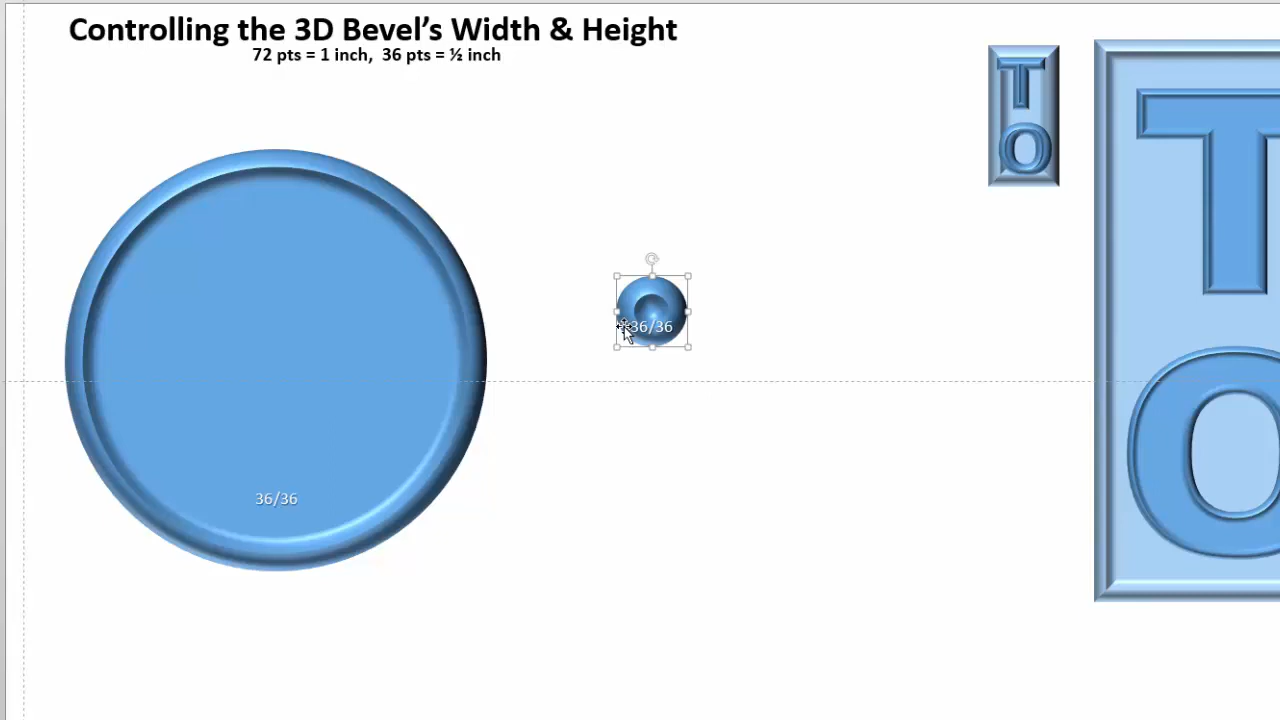 Controlling the 3D Bevel’s Width & Height
72 pts = 1 inch,  36 pts = ½ inch
T
O
T
O
36/36
36/36